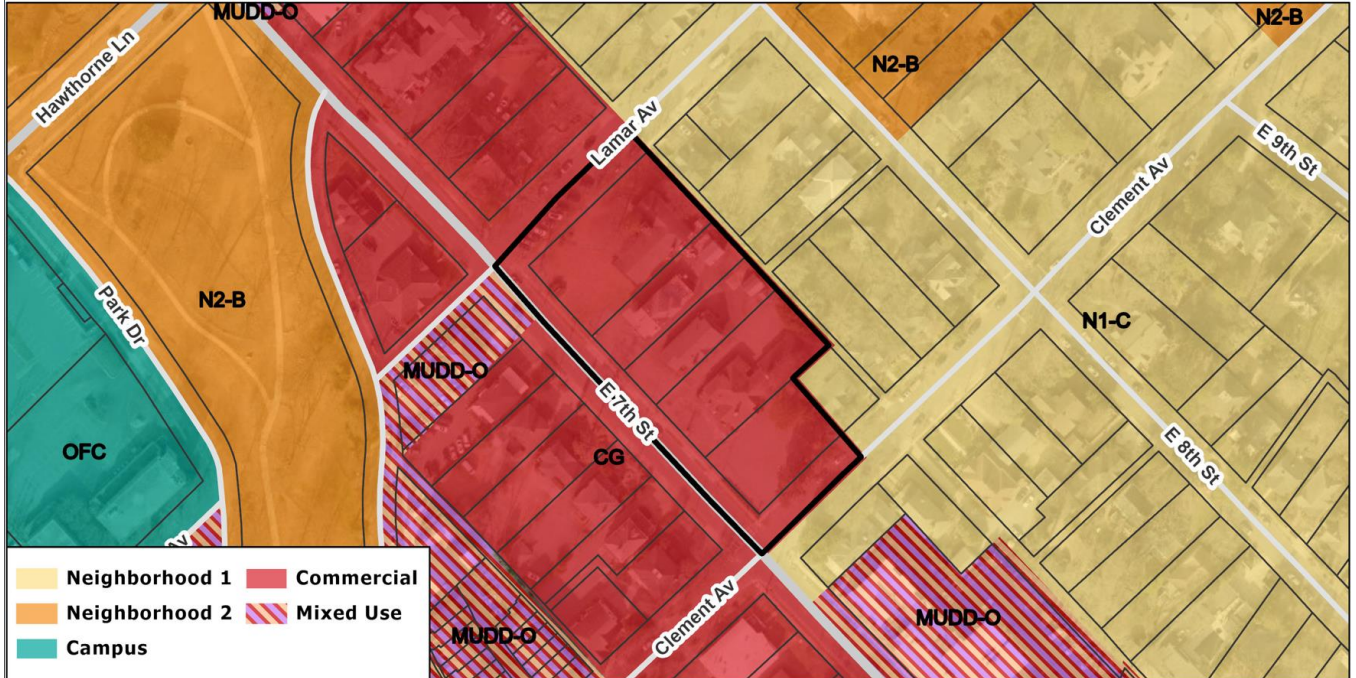 MUDD-O
N2-B
Hawthorne Ln
N2-B
Lamar Av
E 9th St
Clement Av
Park Dr
N2-B
N1-C
MUDD-O
E 7th St
OFC
CG
E 8th St
Av
Neighborhood 1
Commercial
Neighborhood 2
Mixed Use
Campus
Clement Av
MUDD-O
MUDD-O